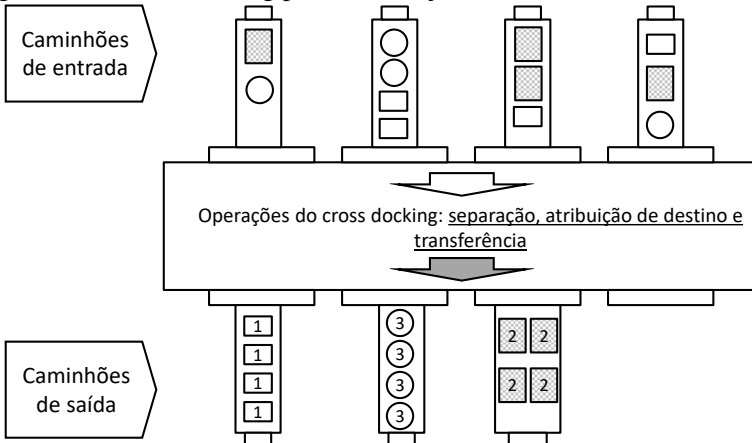 Caminhões
de entrada
Operações do cross docking: separação, atribuição de destino e
transferência
Caminhões
de saída
1
1
1
1
3
3
3
3
2 2
2 2